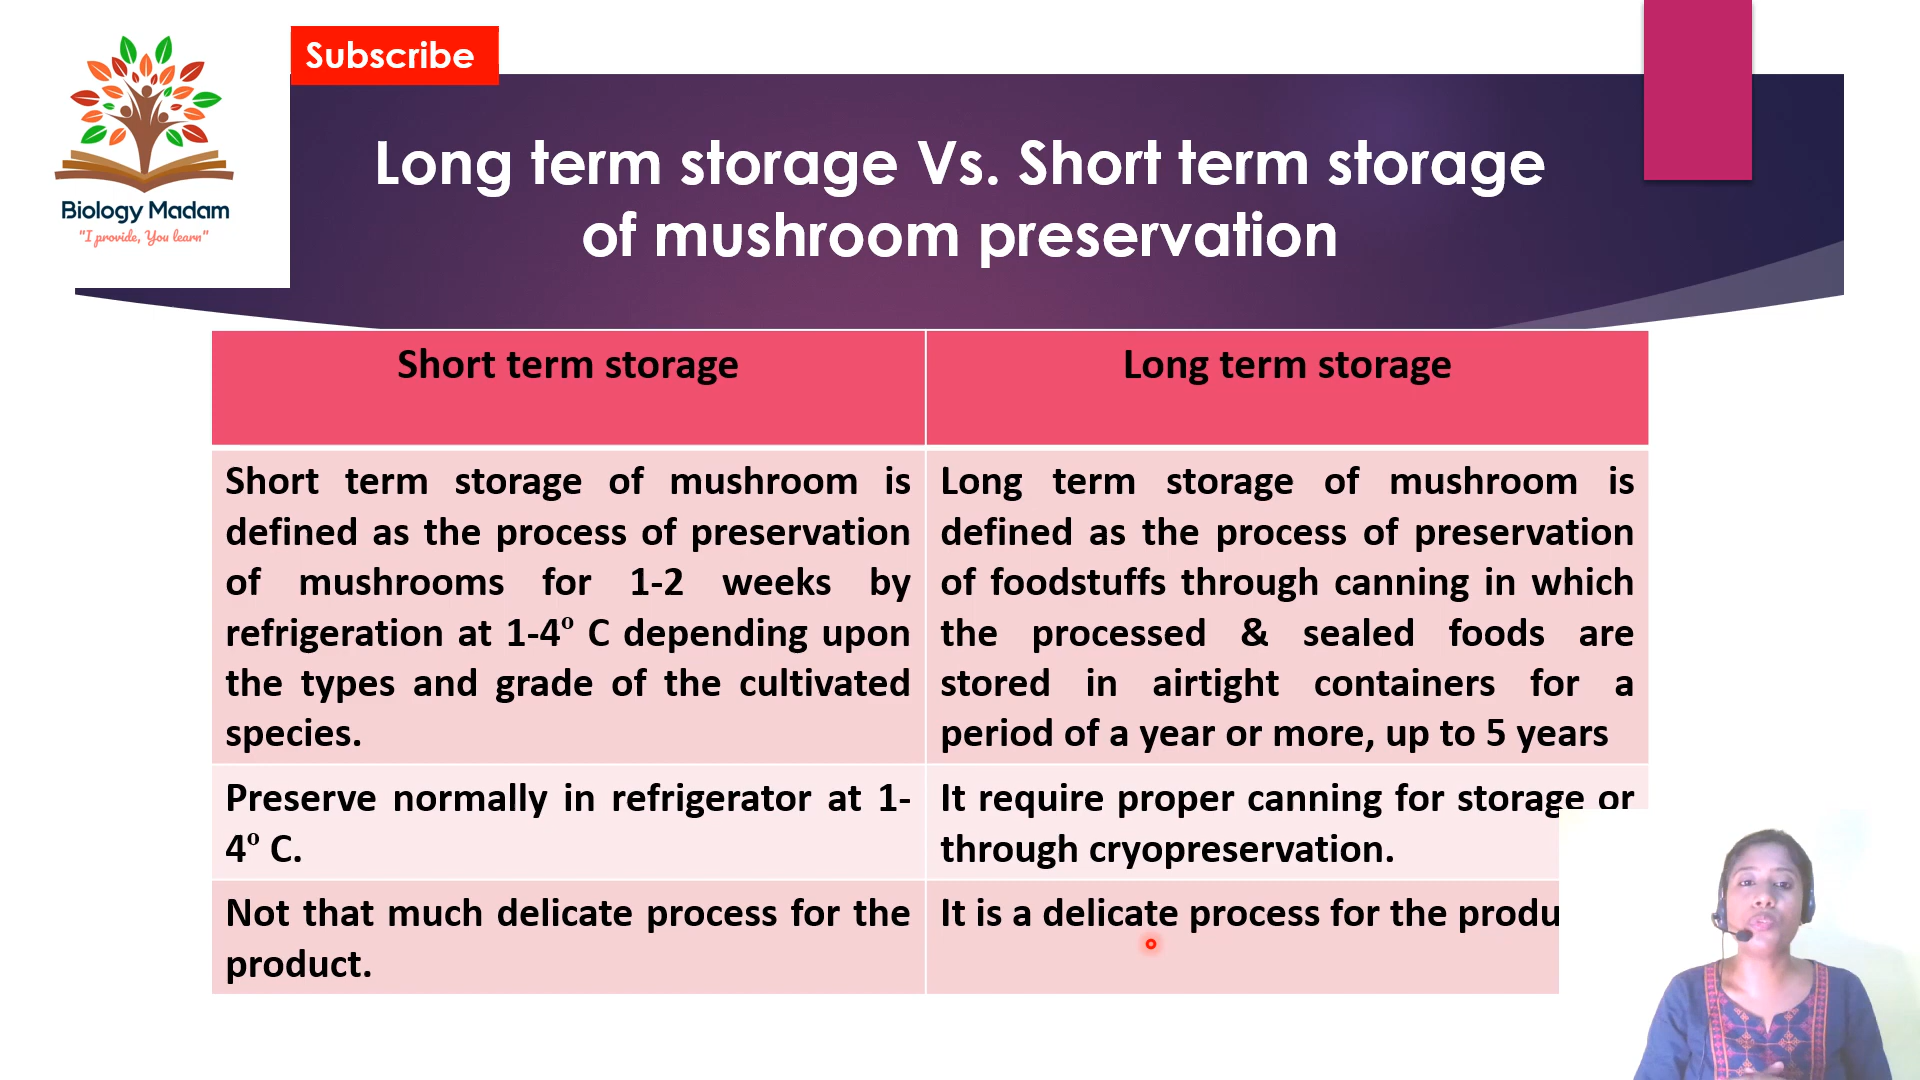 Subscribe
Long term storage Vs. Short term storage
of mushroom preservation
Biology Madam
"I provide, You learn"
Short term storage
Long term storage
Short term storage of mushroom is
defined as the process of preservation
of mushrooms for 1-2 weeks by
refrigeration at 1-4º C depending upon
the types and grade of the cultivated
species.
Long term storage of mushroom is
defined as the process of preservation
of foodstuffs through canning in which
the processed & sealed foods are
stored in airtight containers for a
period of a year or more, up to 5 years
Preserve normally in refrigerator at 1-
4º C.
It require proper canning for storage or
through cryopreservation.
Not that much delicate process for the
product.
It is a delicate process for the produ